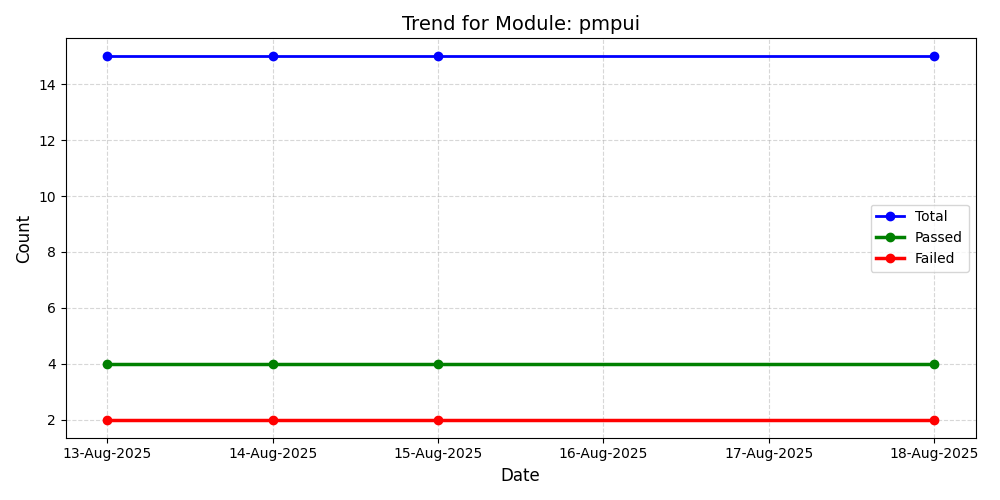 Trend for Module: pmpui
Count
14
12
10
8
6
4
2
Total
Passed
Failed
13-Aug-2025 14-Aug-2025 15-Aug-2025 16-Aug-2025 17-Aug-2025 18-Aug-2025
Date